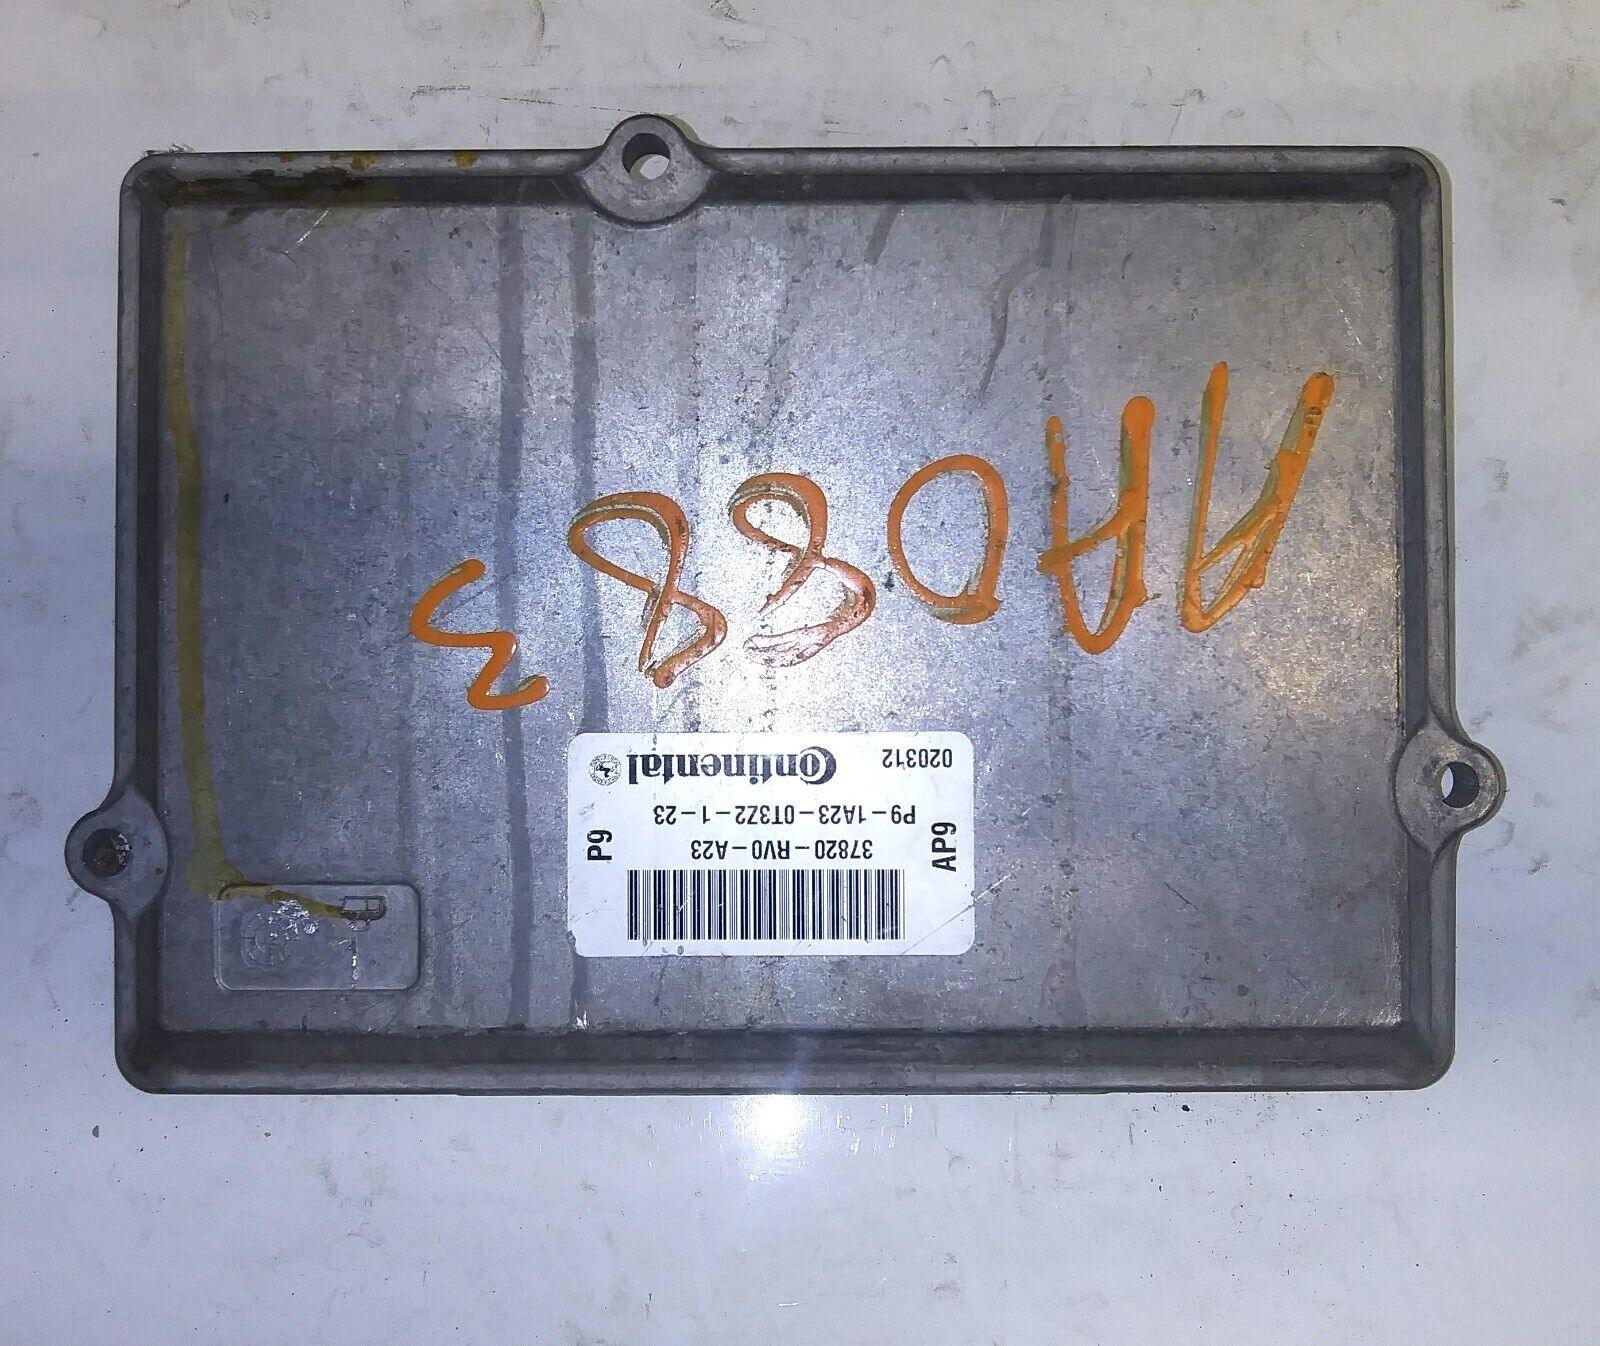 37820-RV0-A23
AP9
P9
P9-1A23-0T3Z2-1-23
020312
Continental
AA0883